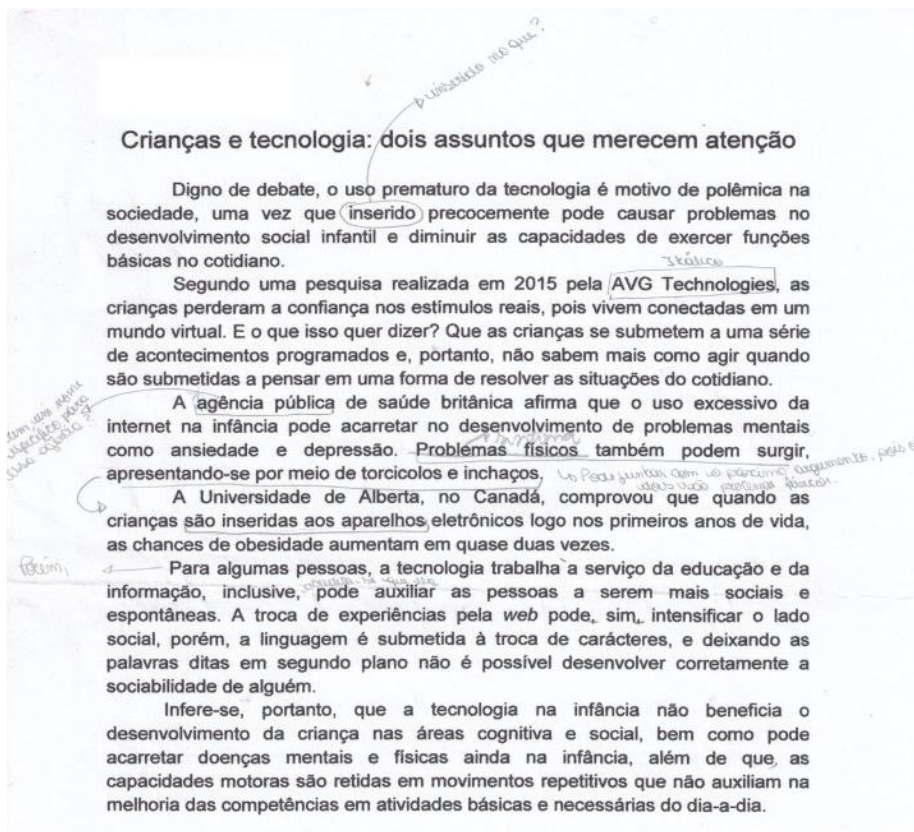 inserido no que?
Crianças e tecnologia: dois assuntos que merecem atenção
Digno de debate, o uso prematuro da tecnologia é motivo de polêmica na
sociedade, uma vez que inserido precocemente pode causar problemas no
desenvolvimento social infantil e diminuir as capacidades de exercer funções
básicas no cotidiano.
Itálico
Segundo uma pesquisa realizada em 2015 pela AVG Technologies, as
crianças perderam a confiança nos estímulos reais, pois vivem conectadas em um
mundo virtual. E o que isso quer dizer? Que as crianças se submetem a uma série
de acontecimentos programados e, portanto, não sabem mais como agir quando
são submetidas a pensar em uma forma de resolver as situações do cotidiano.
A agência pública de saúde britânica afirma que o uso excessivo da
internet na infância pode acarretar no desenvolvimento de problemas mentais
como ansiedade e depressão. Problemas físicos também podem surgir,
apresentando-se por meio de torcicolos e inchaços.
Pode juntar com o próximo argumento, pois
A Universidade de Alberta, no Canadá, comprovou que quando as
crianças são inseridas aos aparelhos eletrônicos logo nos primeiros anos de vida,
as chances de obesidade aumentam em quase duas vezes.
Porém,
Para algumas pessoas, a tecnologia trabalha a serviço da educação e da
informação, inclusive, pode auxiliar as pessoas a serem mais sociais e
espontâneas. A troca de experiências pela web pode, sim, intensificar o lado
social, porém, a linguagem é submetida à troca de carácteres, e deixando as
palavras ditas em segundo plano não é possível desenvolver corretamente a
sociabilidade de alguém.
Infere-se, portanto, que a tecnologia na infância não beneficia o
desenvolvimento da criança nas áreas cognitiva e social, bem como pode
acarretar doenças mentais e físicas ainda na infância, além de que, as
capacidades motoras são retidas em movimentos repetitivos que não auxiliam na
melhoria das competências em atividades básicas e necessárias do dia-a-dia.